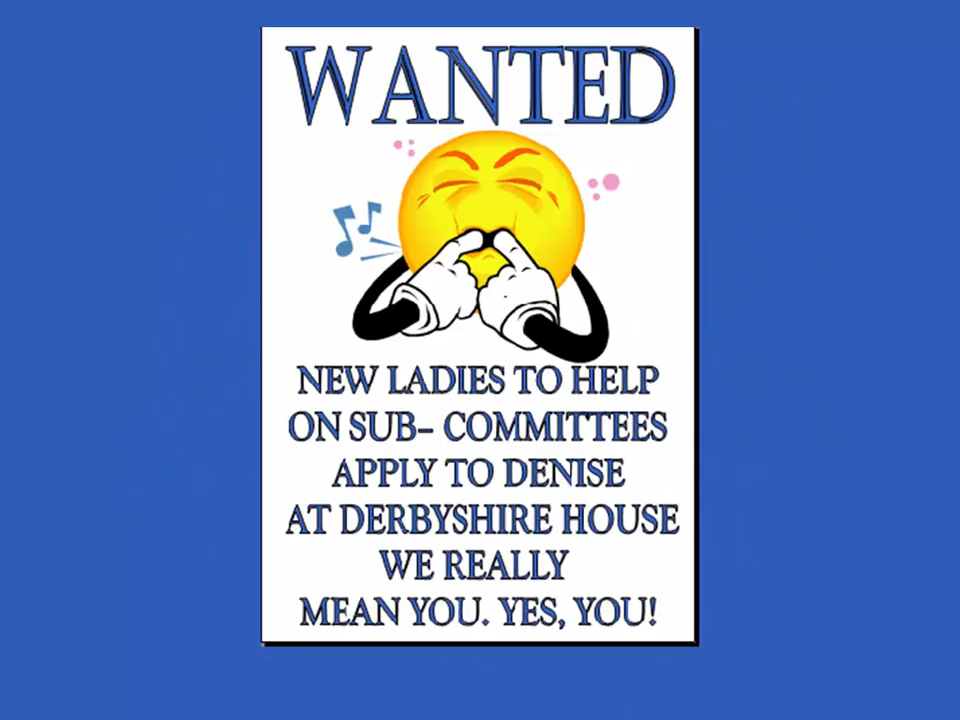 WANTED
NEW LADIES TO HELP
ON SUB- COMMITTEES
APPLY TO DENISE
AT DERBYSHIRE HOUSE
WE REALLY
MEAN YOU. YES, YOU!